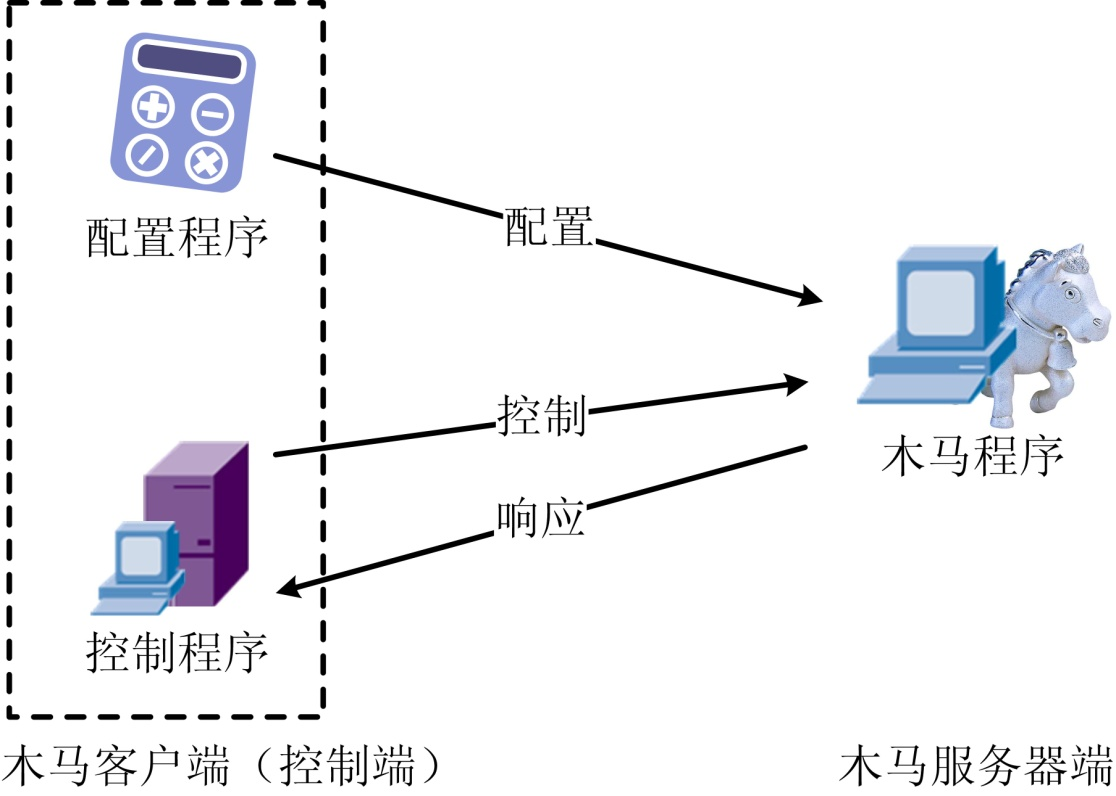 配置程序
配置
控制
木马程序
响应
控制程序
木马客户端（控制端）
木马服务器端